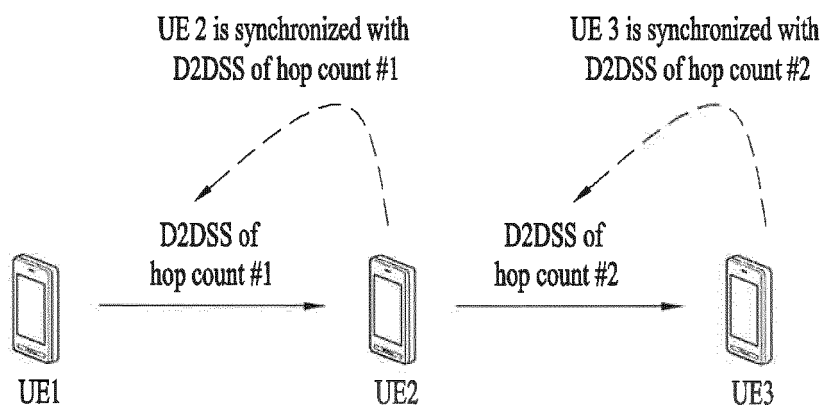 UE 2 is synchronized with
D2DSS of hop count #1
UE 3 is synchronized with
D2DSS of hop count #2
D2DSS of
hop count #1
D2DSS of
hop count #2
UE1
UE2
UE3